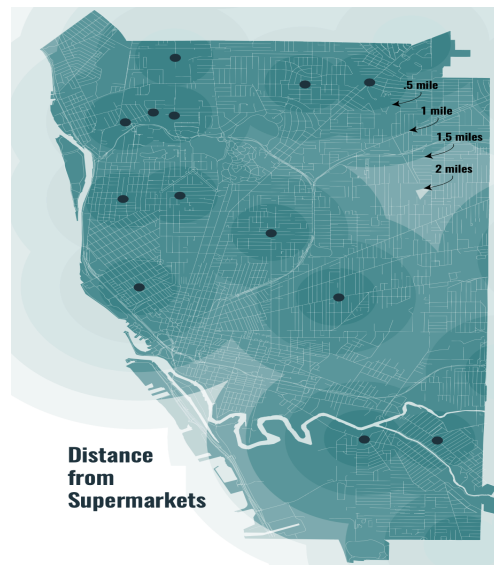 .5 mile
1 mile
1.5 miles
2 miles
Distance
from
Supermarkets